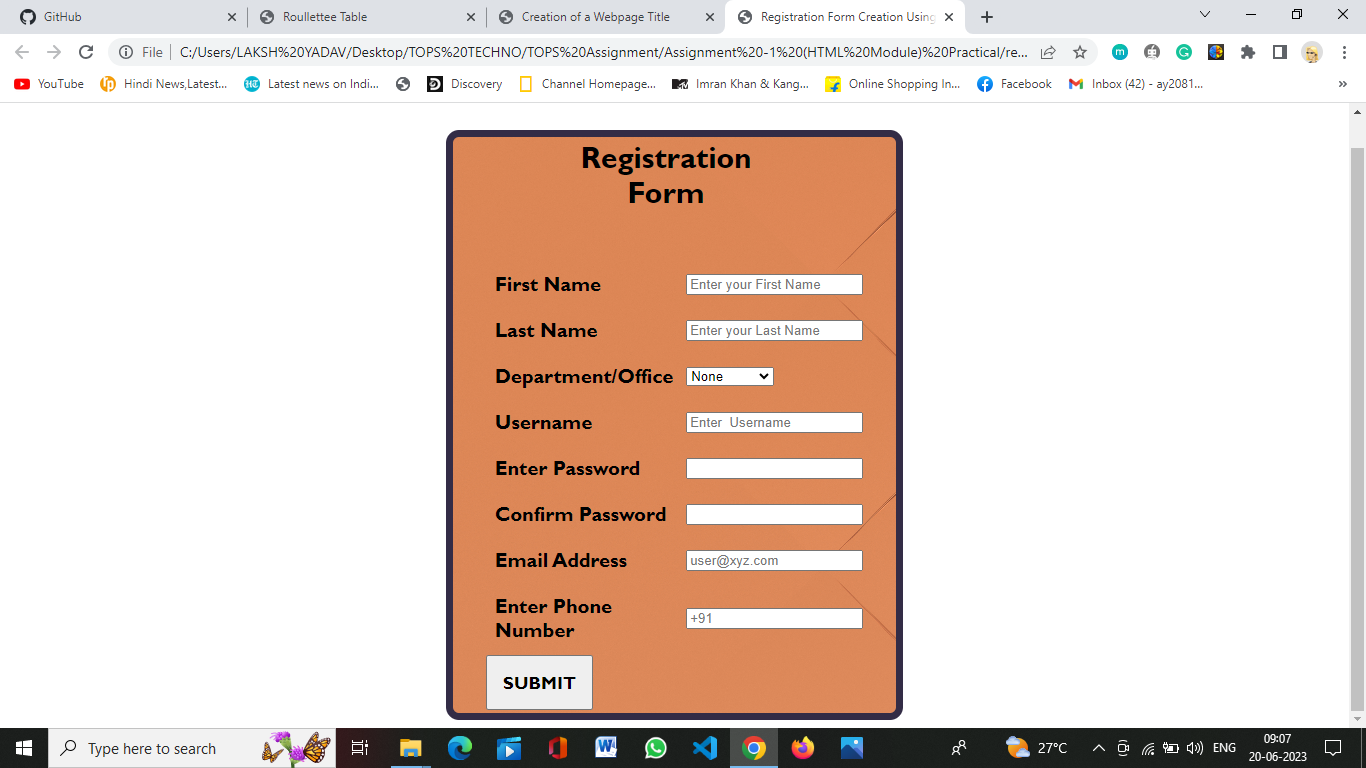 GitHub
Roullettee Table
Creation of a Webpage Title
Registration Form Creation Using
File
C:/Users/LAKSH%20YADAV/Desktop/TOPS%20TECHNO/TOPS%20Assignment/Assignment%20-1%20(HTML%20Module)%20Practical/re...
YouTube
Hindi News,Latest...
Latest news on Indi...
Discovery
Channel Homepage...
Imran Khan & Kang...
Online Shopping In...
Facebook
Inbox (42) - ay2081...
»
Registration
Form
First Name
Enter your First Name
Last Name
Enter your Last Name
Department/Office
None
Username
Enter  Username
Enter Password
Confirm Password
Email Address
user@xyz.com
Enter Phone
Number
+91
SUBMIT
Type here to search
27°C
ENG
09:07
20-06-2023